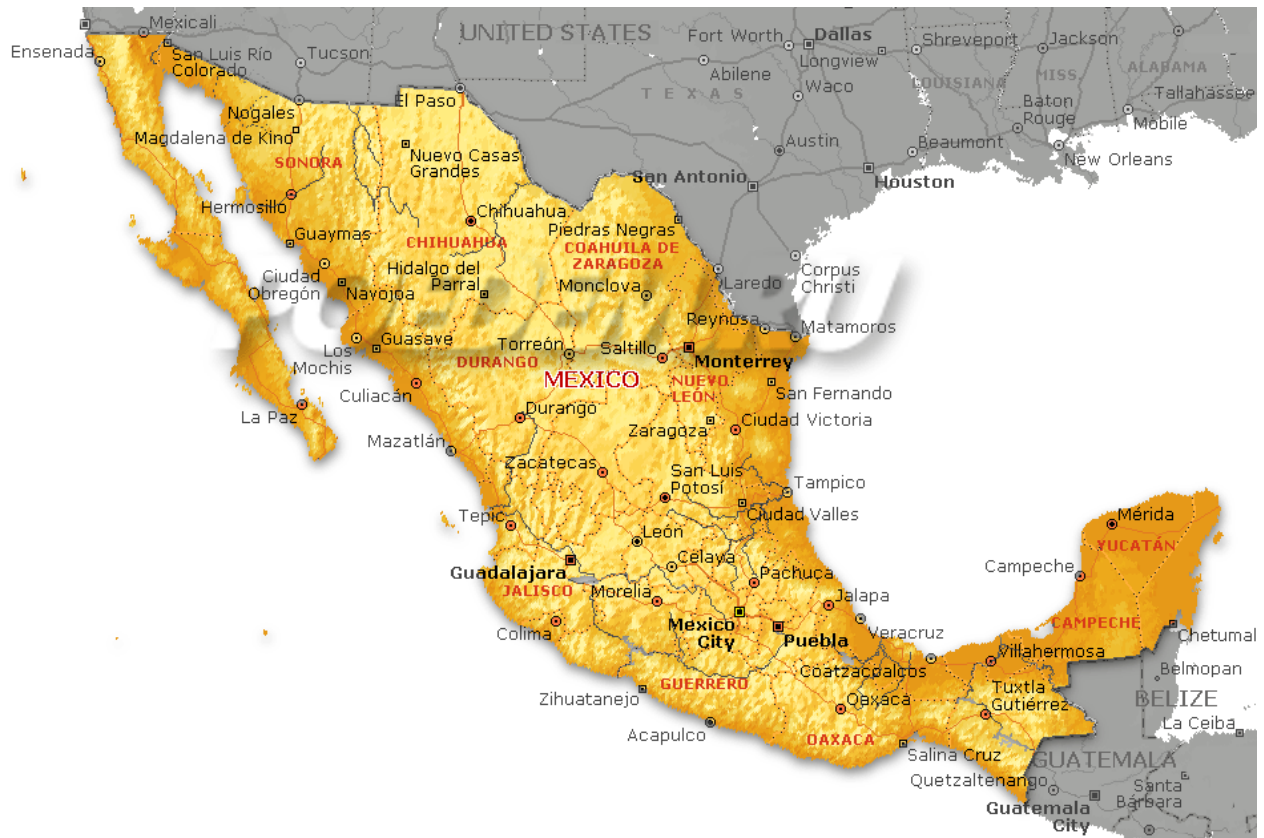 Mexicali
UNITED STATES
Fort Worth
Dallas
Shreveport
Jackson
Ensenada
San Luis Río
Colorado
Tucson
Longview
Abilene
Waco
TEXAS
LOUISIANA
MISS.
ALABAMA
Tallahassee
El Paso
Nogales
Baton
Rouge
Mobile
Magdalena de Kino
Austin
Beaumont
New Orleans
Nuevo Casas
Grandes
SONORA
San Antonio
Houston
Hermosillo
Chihuahua
Guaymas
CHIHUAHUA
Piedras Negras
COAHUILA DE
ZARAGOZA
Ciudad
Obregón
Navojoa
Hidalgo del
Parral
Monclova
Laredo
Corpus
Christi
Reynosa
Matamoros
Los
Mochis
Guasave
Torreón
Saltillo
Monterrey
DURANGO
MEXICO
NUEVO
LEÓN
San Fernando
Culiacán
La Paz
Durango
Zaragoza
Ciudad Victoria
Mazatlán
Zacatecas
San Luis
Potosí
Tampico
Ciudad Valles
Tepic
León
Mérida
YUCATÁN
Celaya
Campeche
Guadalajara
JALISCO
Pachuca
Morelia
Jalapa
Colima
Mexico
City
Puebla
Veracruz
CAMPECHE
Chetumal
Villahermosa
Coatzacoalcos
Belmopan
GUERRERO
Zihuatanejo
Oaxaca
Tuxtla
Gutiérrez
BELIZE
La Ceiba
Acapulco
OAXACA
Salina Cruz
GUATEMALA
Quetzaltenango
Santa
Bárbara
Guatemala
City